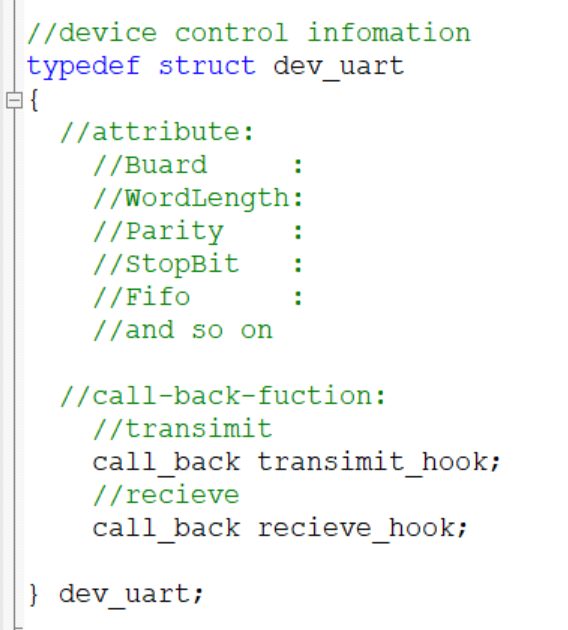 //device control infomation
typedef struct dev_uart
{
//attribute:
//Buard :
//WordLength:
//Parity :
//StopBit :
//Fifo :
//and so on
//call-back-fuction:
//transimit
call_back transimit_hook;
//recieve
call_back recieve_hook;
} dev_uart;